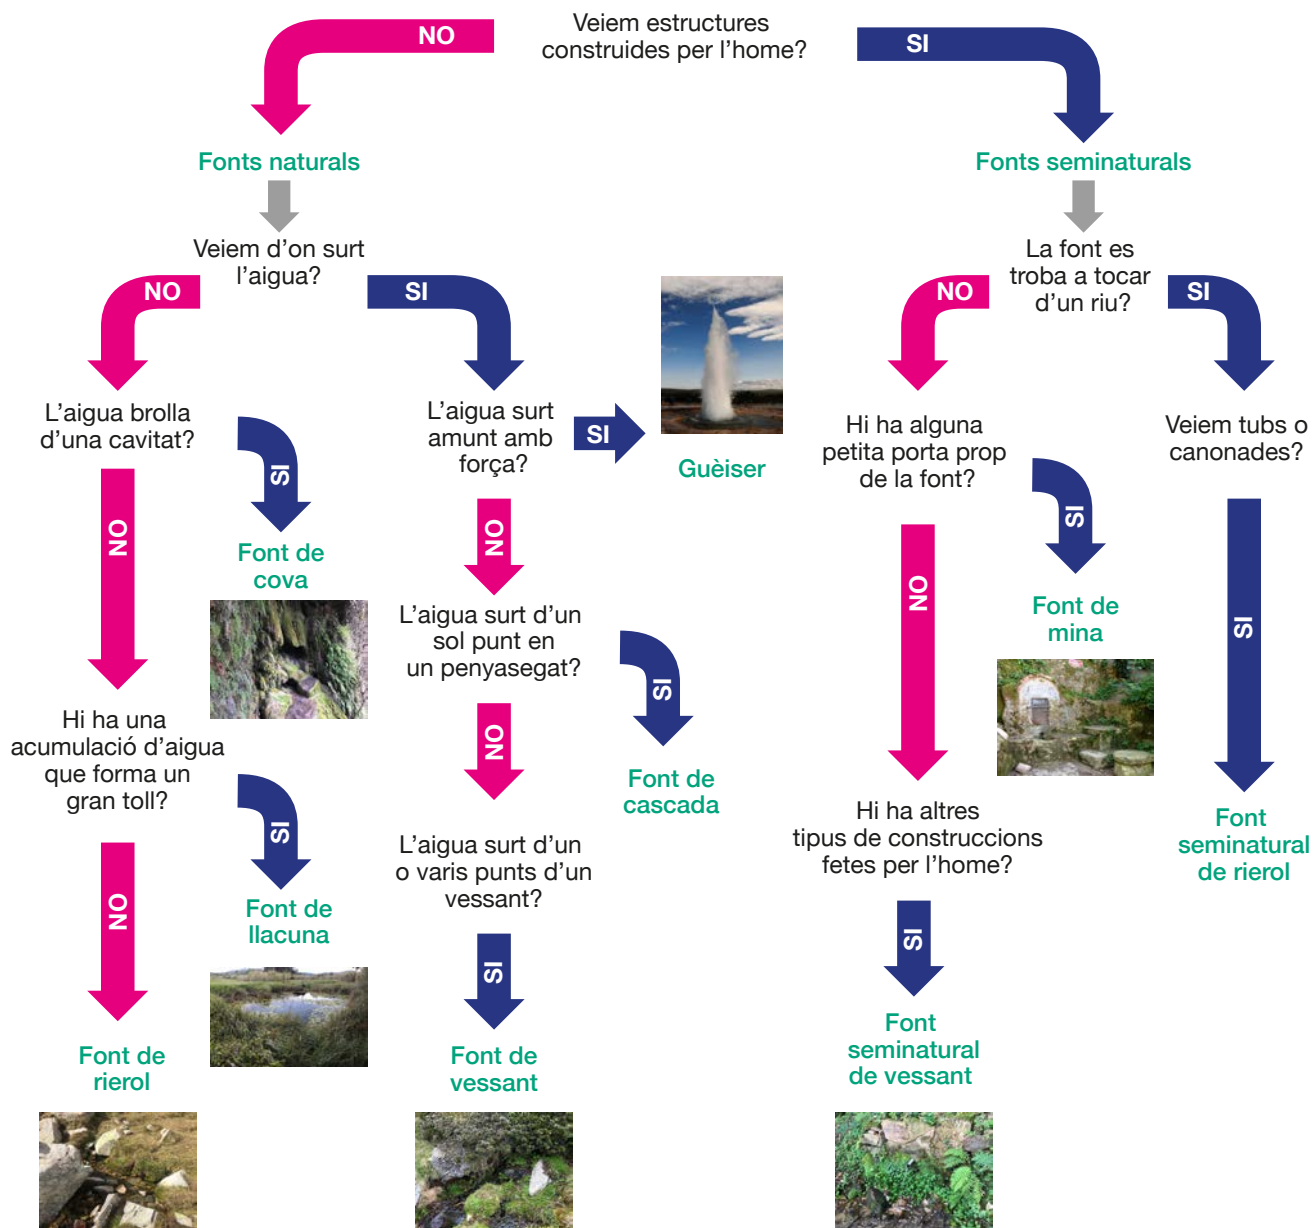 Veiem estructures
construides per l'home?
NO
SI
Fonts naturals
Fonts seminaturals
Veiem d'on surt
l'aigua?
NO
SI
La font es
troba a tocar
d'un riu?
NO
SI
L'aigua brolla
d'una cavitat?
SI
NO
Font de
cova
L'aigua surt
amunt amb
força?
SI
Guèiser
NO
Hi ha alguna
petita porta prop
de la font?
SI
NO
Font de
mina
Veiem tubs o
canonades?
SI
Font
seminatural
de rierol
L'aigua surt d'un
sol punt en
un penyasegat?
SI
NO
Font de
cascada
Hi ha una
acumulació d'aigua
que forma un
gran toll?
SI
NO
Font de
llacuna
L'aigua surt d'un
o varis punts d'un
vessant?
SI
Hi ha altres
tipus de construccions
fetes per l'home?
SI
Font de
rierol
Font de
vessant
Font
seminatural
de vessant